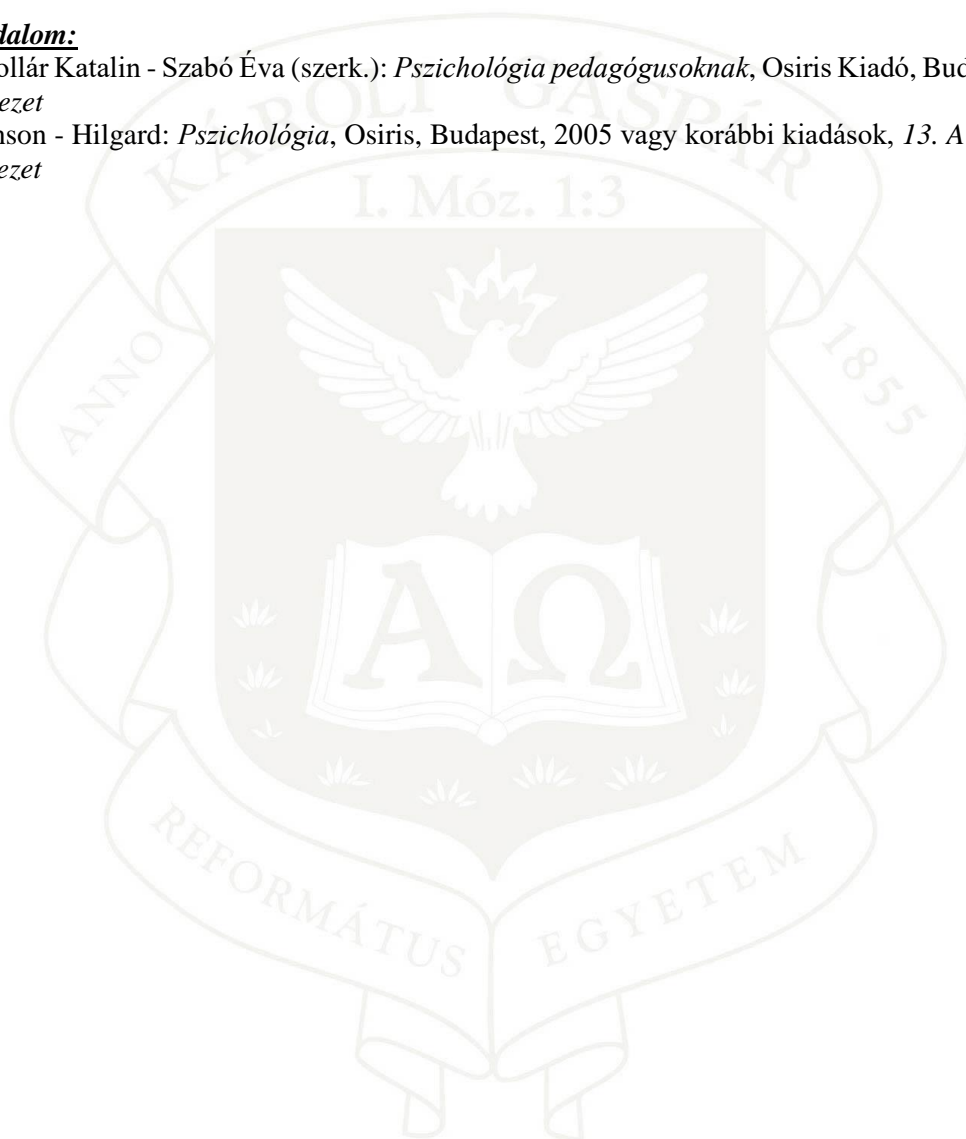 dalom:
ollár Katalin - Szabó Éva (szerk.): Pszichológia pedagógusoknak, Osiris Kiadó, Bud
ezet
nson - Hilgard: Pszichológia, Osiris, Budapest, 2005 vagy korábbi kiadások, 13. A
ezet
KÁROLI GÁSPÁR
I. Móz. 1:3
ANNO 1855
ΑΩ
REFORMÁTUS EGYETEM